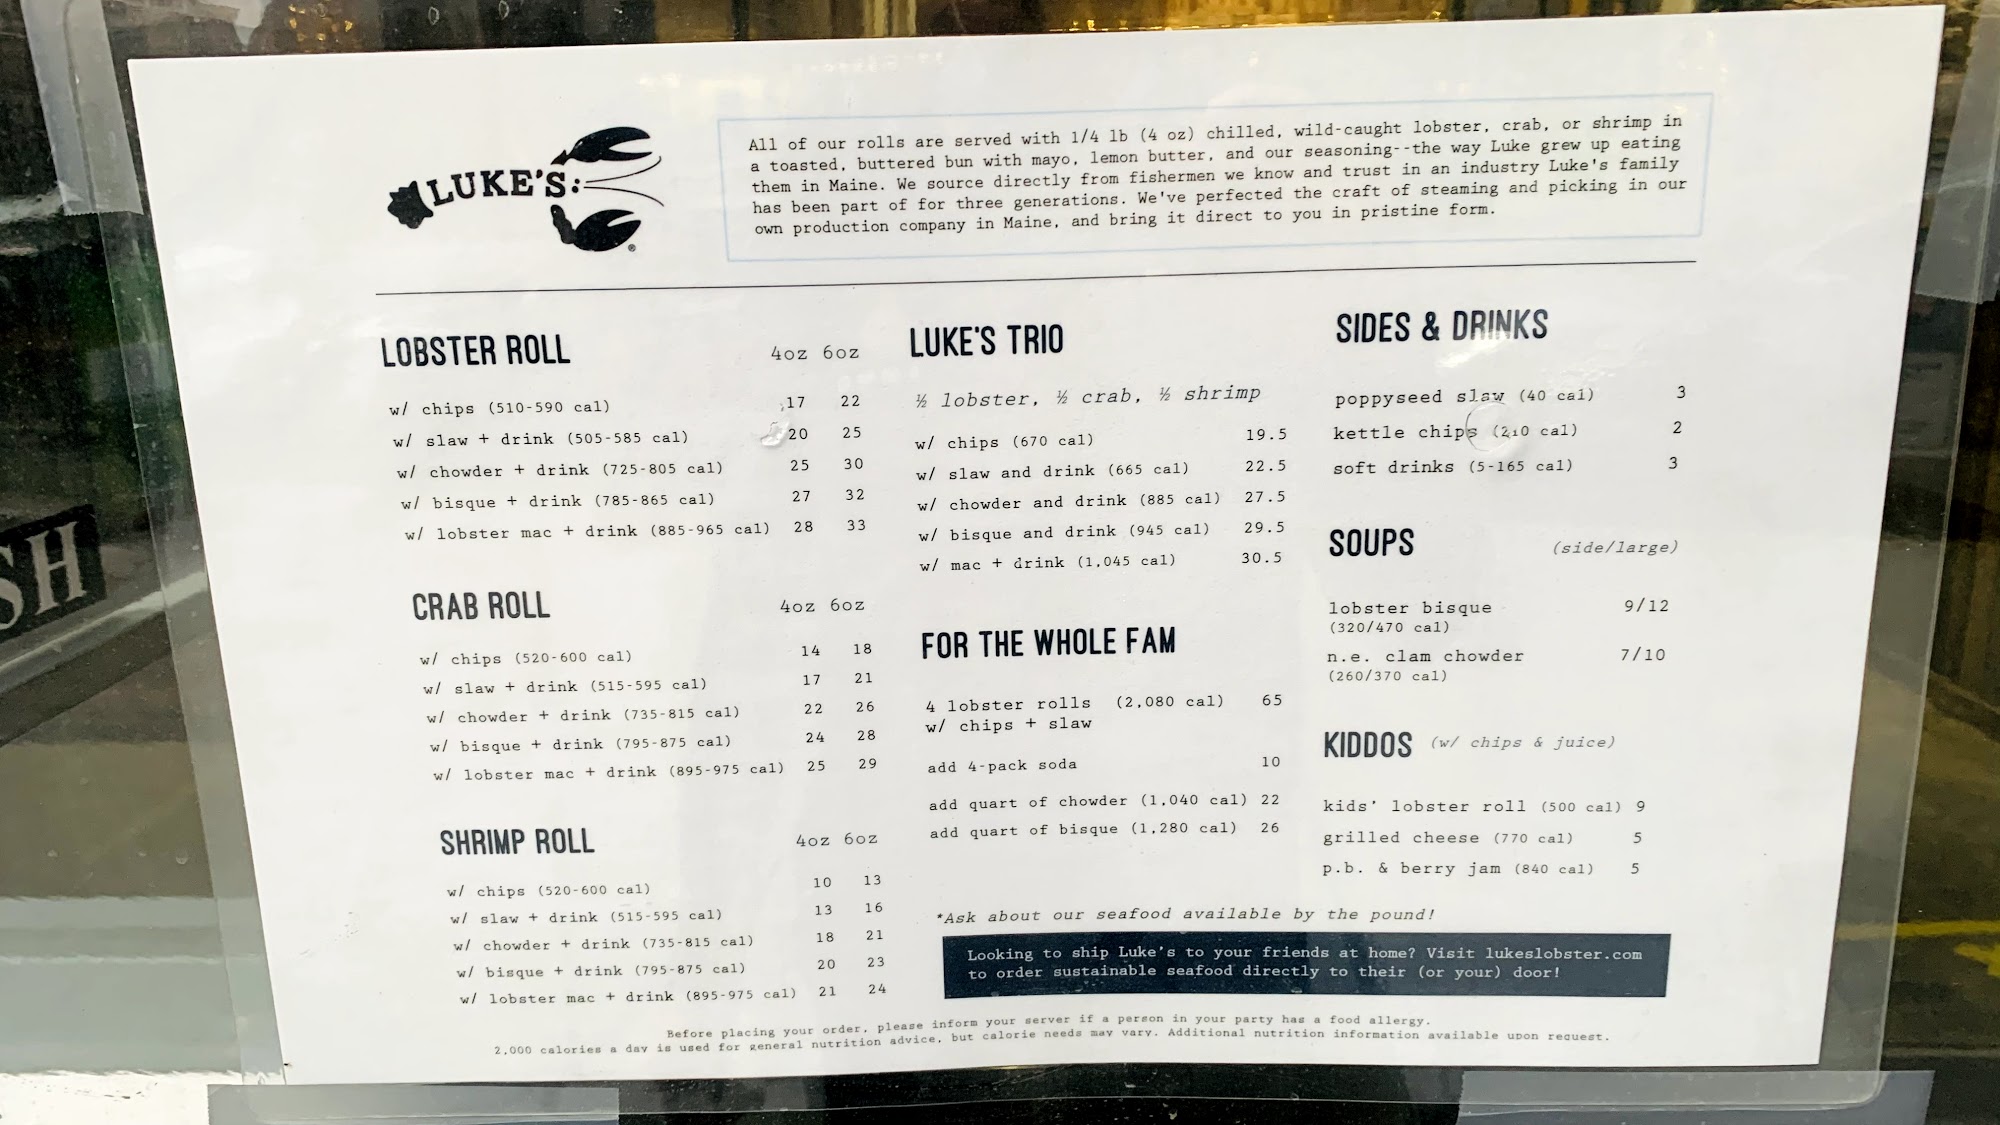 LUKE'S:
®
All of our rolls are served with 1/4 lb (4 oz) chilled, wild-caught lobster, crab, or shrimp in
a toasted, buttered bun with mayo, lemon butter, and our seasoning--the way Luke grew up eating
them in Maine. We source directly from fishermen we know and trust in an industry Luke's family
has been part of for three generations. We've perfected the craft of steaming and picking in our
own production company in Maine, and bring it direct to you in pristine form.
LOBSTER ROLL 4oz 6oz
w/ chips (510-590 cal) 17 22
w/ slaw + drink (505-585 cal) 20 25
w/ chowder + drink (725-805 cal) 25 30
w/ bisque + drink (785-865 cal) 27 32
w/ lobster mac + drink (885-965 cal) 28 33
CRAB ROLL 4oz 6oz
w/ chips (520-600 cal) 14 18
w/ slaw + drink (515-595 cal) 17 21
w/ chowder + drink (735-815 cal) 22 26
w/ bisque + drink (795-875 cal) 24 28
w/ lobster mac + drink (895-975 cal) 25 29
SHRIMP ROLL 4oz 6oz
w/ chips (520-600 cal) 10 13
w/ slaw + drink (515-595 cal) 13 16
w/ chowder + drink (735-815 cal) 18 21
w/ bisque + drink (795-875 cal) 20 23
w/ lobster mac + drink (895-975 cal) 21 24
LUKE'S TRIO
½ lobster, ½ crab, ½ shrimp
w/ chips (670 cal) 19.5
w/ slaw and drink (665 cal) 22.5
w/ chowder and drink (885 cal) 27.5
w/ bisque and drink (945 cal) 29.5
w/ mac + drink (1,045 cal) 30.5
FOR THE WHOLE FAM
4 lobster rolls (2,080 cal) 65
w/ chips + slaw
add 4-pack soda 10
add quart of chowder (1,040 cal) 22
add quart of bisque (1,280 cal) 26
SIDES & DRINKS
poppyseed slaw (40 cal) 3
kettle chips (210 cal) 2
soft drinks (5-165 cal) 3
SOUPS (side/large)
lobster bisque 9/12
(320/470 cal)
n.e. clam chowder 7/10
(260/370 cal)
KIDDOS (w/ chips & juice)
kids' lobster roll (500 cal) 9
grilled cheese (770 cal) 5
p.b. & berry jam (840 cal) 5
*Ask about our seafood available by the pound!
Looking to ship Luke's to your friends at home? Visit lukeslobster.com
to order sustainable seafood directly to their (or your) door!
Before placing your order, please inform your server if a person in your party has a food allergy.
2,000 calories a day is used for general nutrition advice, but calorie needs may vary. Additional nutrition information available upon request.
SH